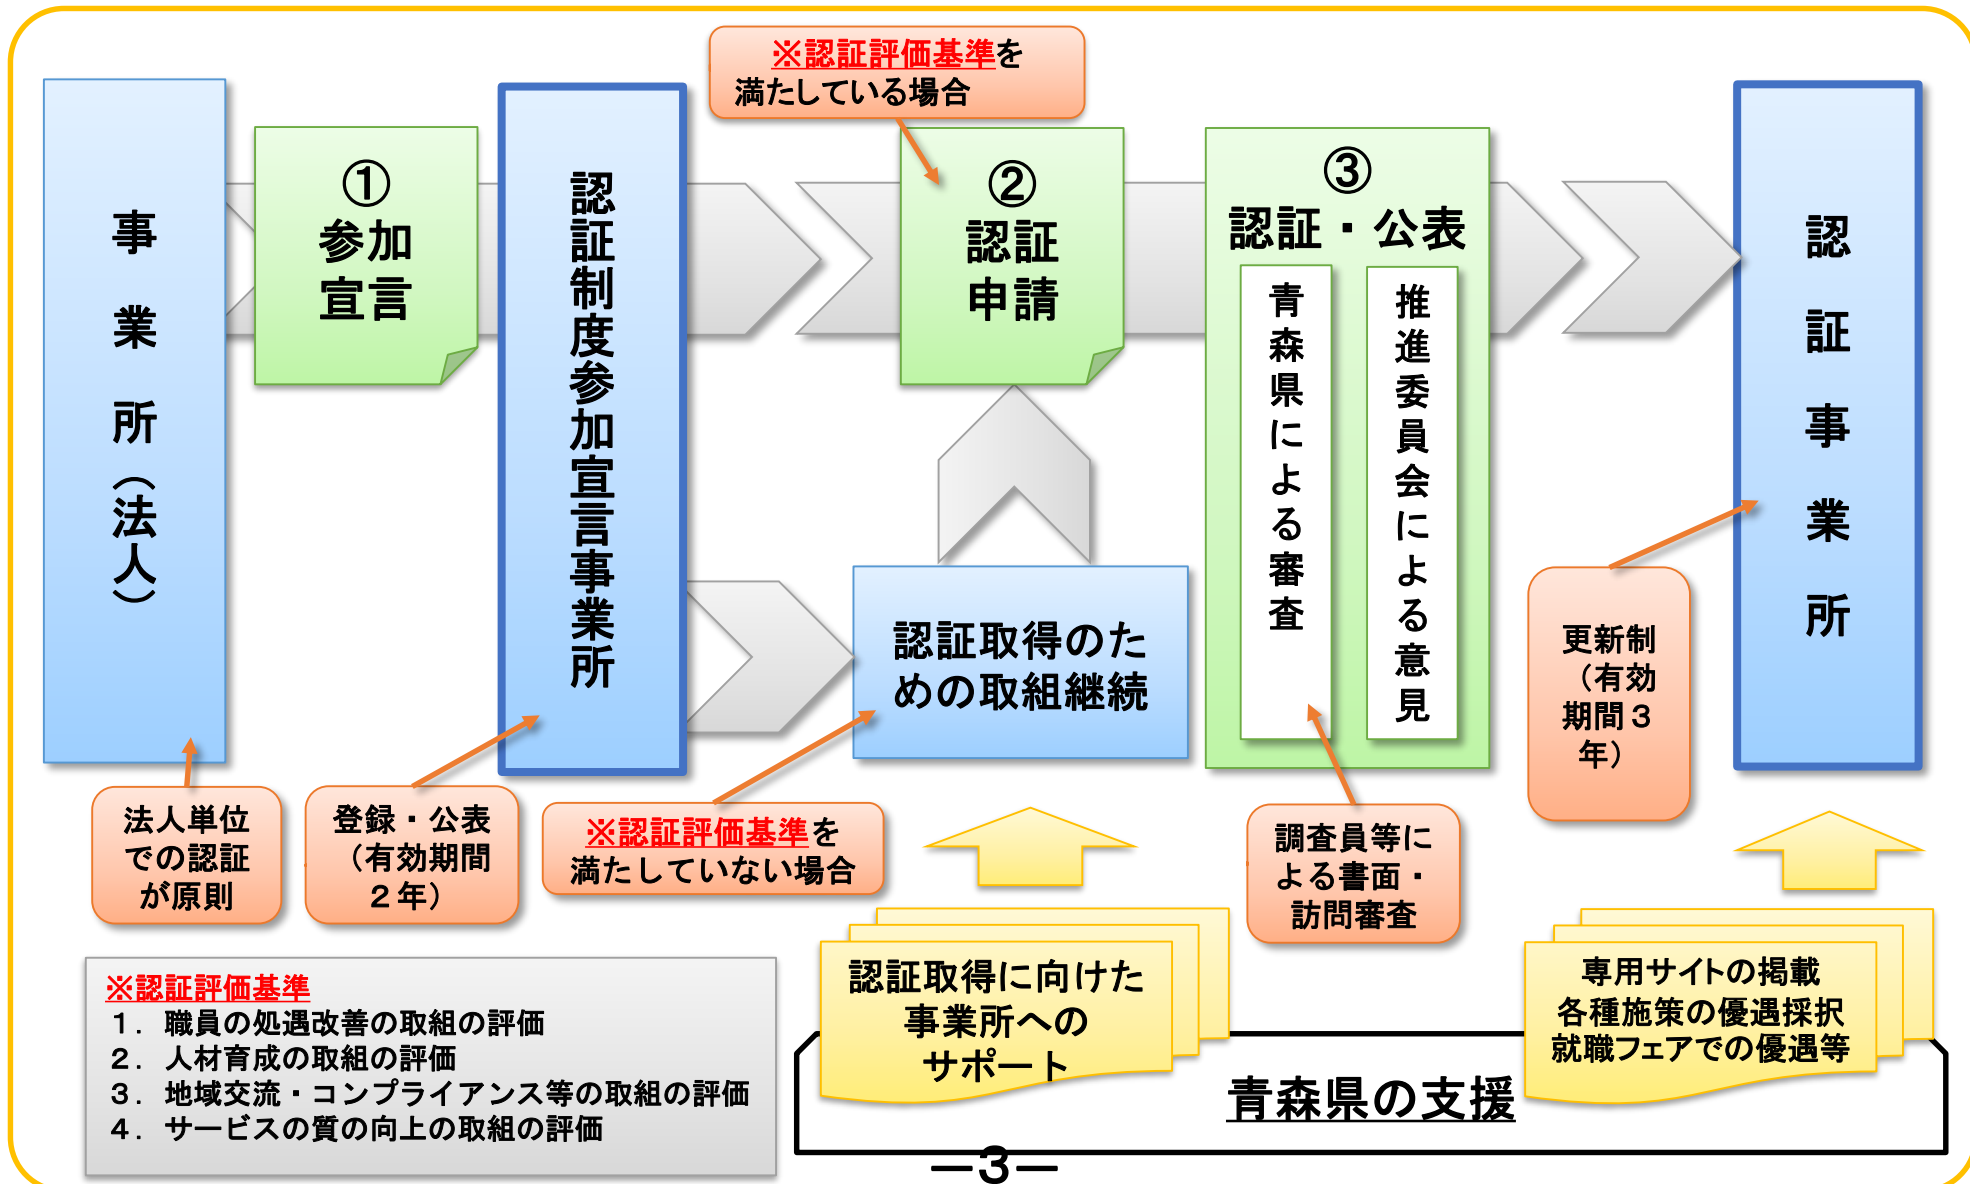 ※認証評価基準を
満たしている場合
事業所（法人）
①
参加
宣言
認証制度参加宣言事業所
②
認証
申請
③
認証・公表
青森県による審査
推進委員会による意見
認証事業所
認証取得のた
めの取組継続
更新制
（有効
期間３
年）
法人単位
での認証
が原則
登録・公表
（有効期間
２年）
※認証評価基準を
満たしていない場合
調査員等に
よる書面・
訪問審査
※認証評価基準
１．職員の処遇改善の取組の評価
２．人材育成の取組の評価
３．地域交流・コンプライアンス等の取組の評価
４．サービスの質の向上の取組の評価
認証取得に向けた
事業所への
サポート
専用サイトの掲載
各種施策の優遇採択
就職フェアでの優遇等
青森県の支援
－３－